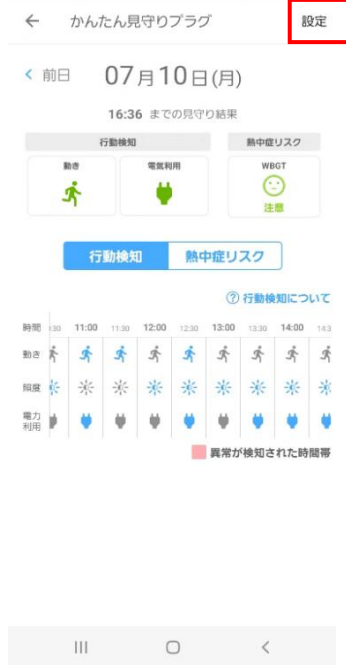 かんたん見守りプラグ 設定
前日 07月10日(月)
16:36 までの見守り結果
行動検知 熱中症リスク
動き 電気利用 WBGT
注意
行動検知 熱中症リスク
? 行動検知について
時間 :30 11:00 11:30 12:00 12:30 13:00 13:30 14:00 14:3
動き
照度
電力
利用
異常が検知された時間帯